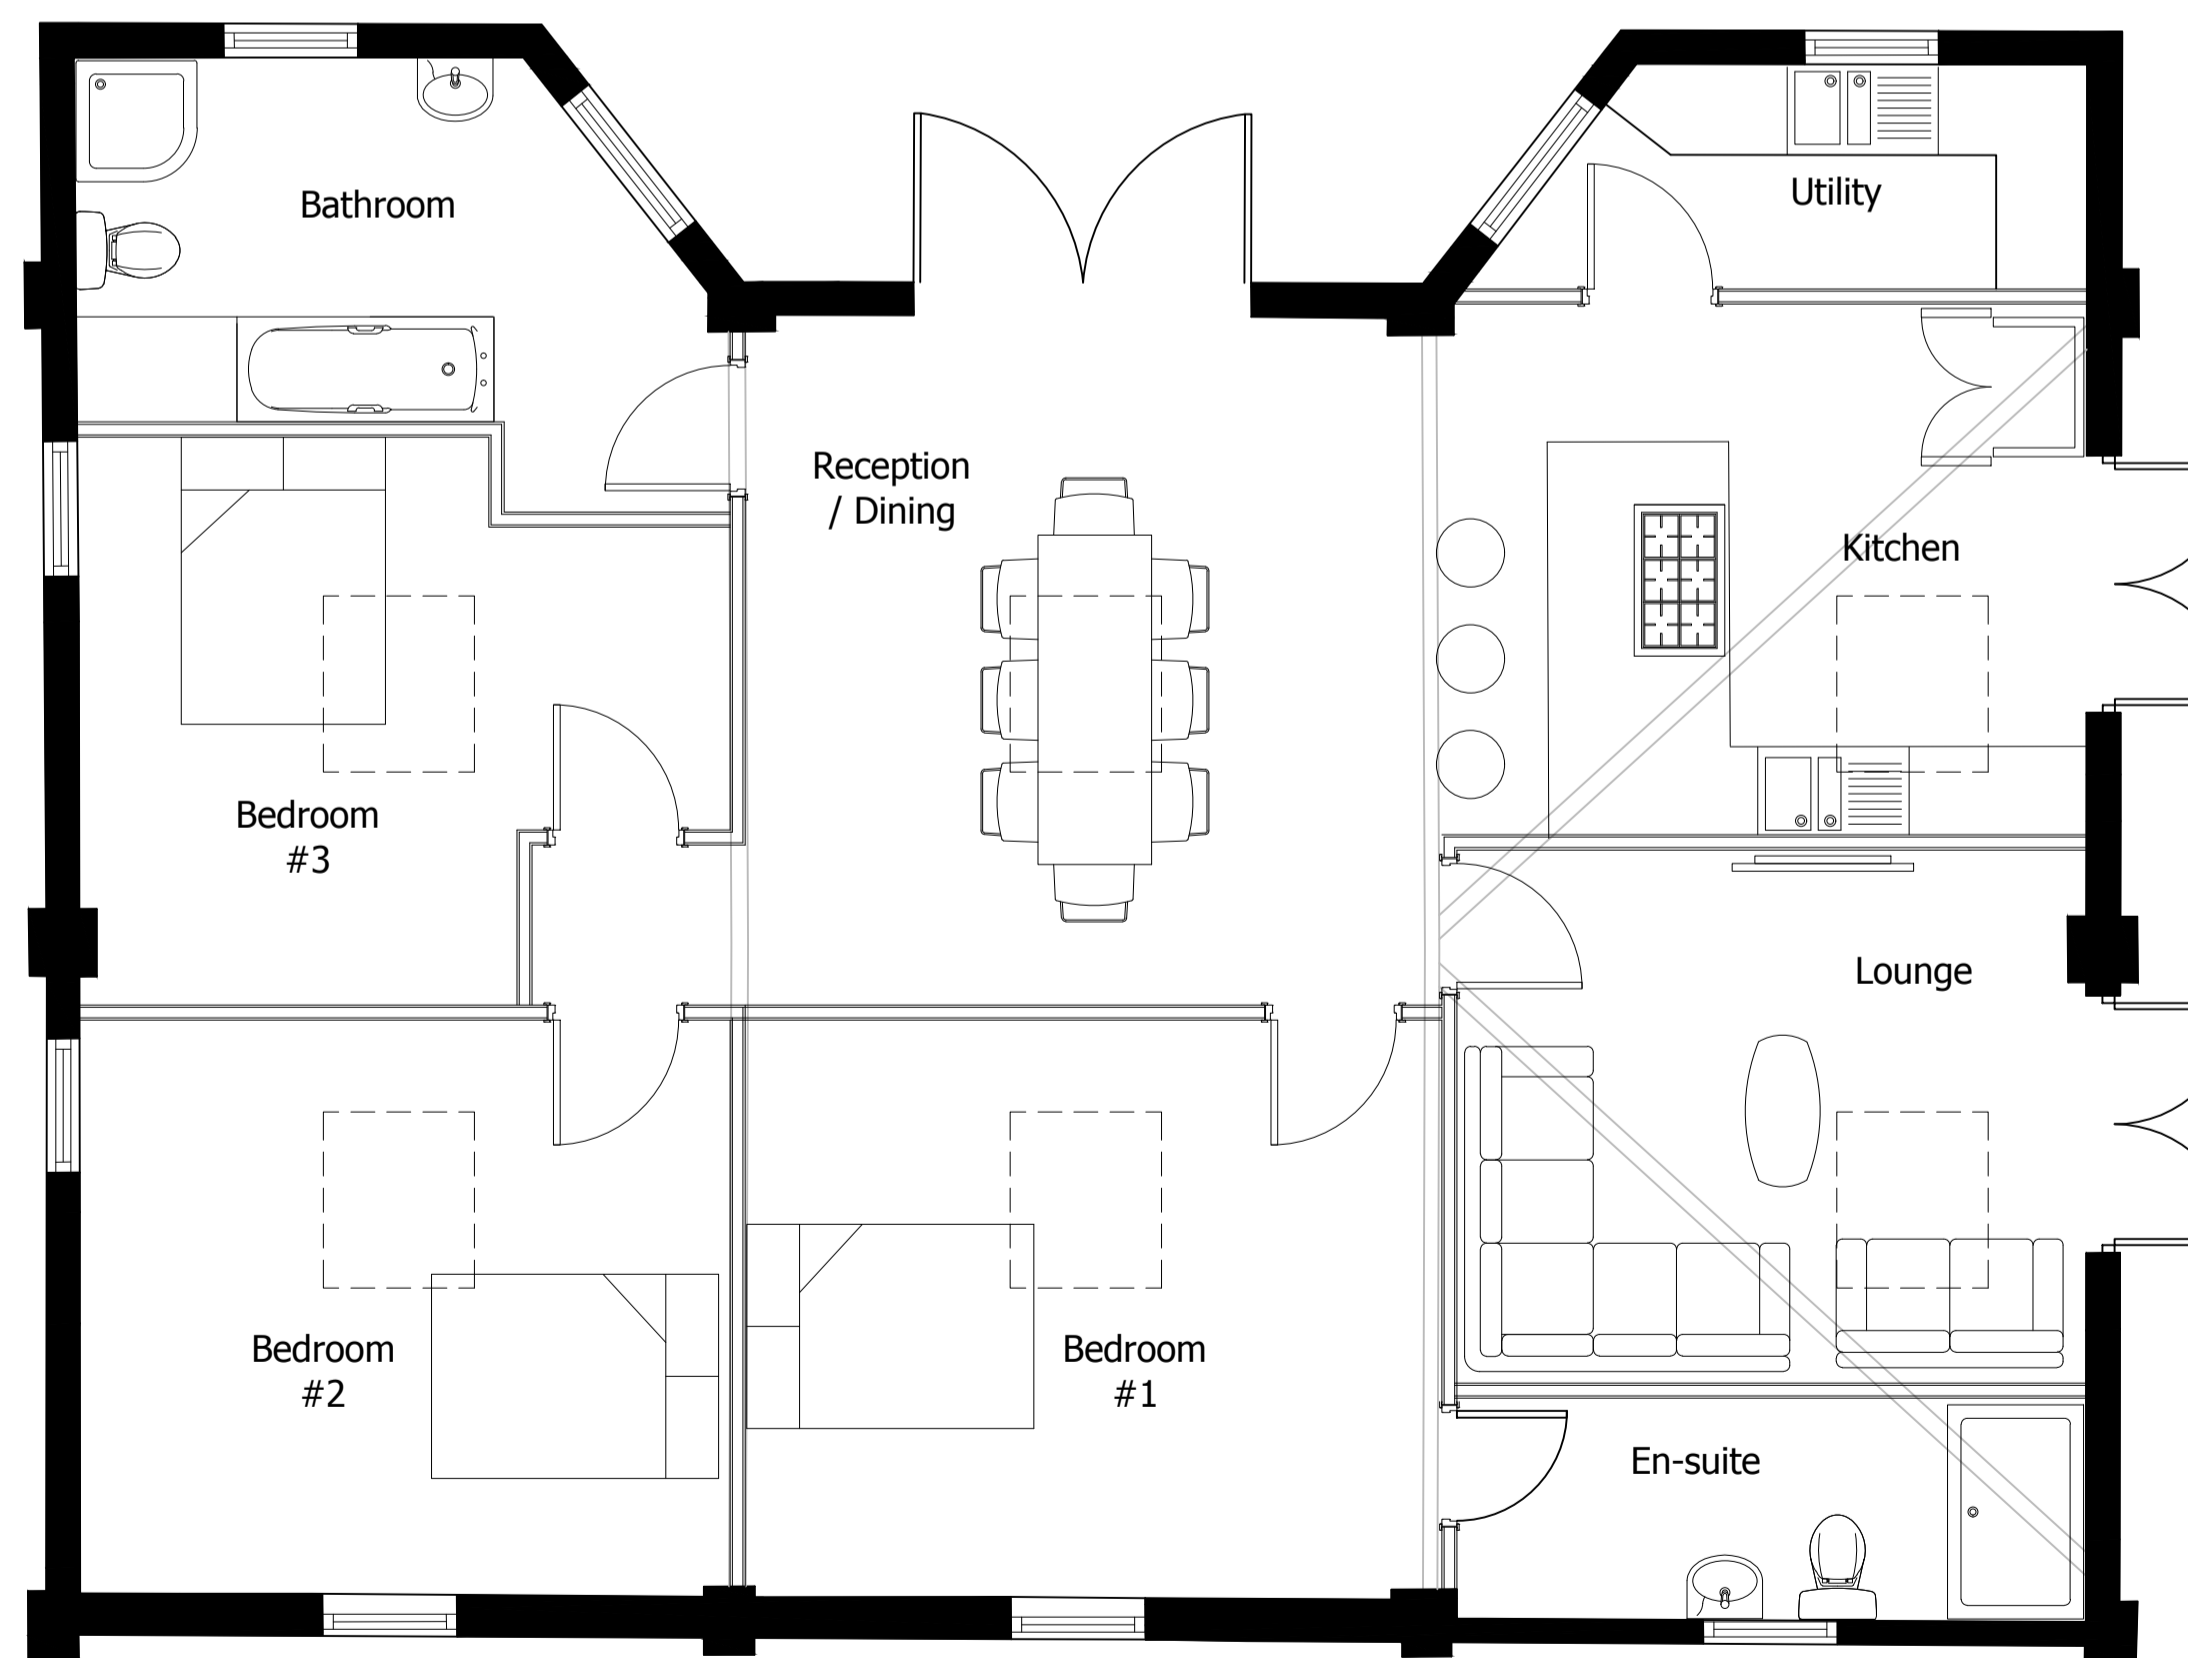 Bathroom
Utility
Reception
/ Dining
Kitchen
Bedroom
#3
Lounge
Bedroom
#2
Bedroom
#1
En-suite